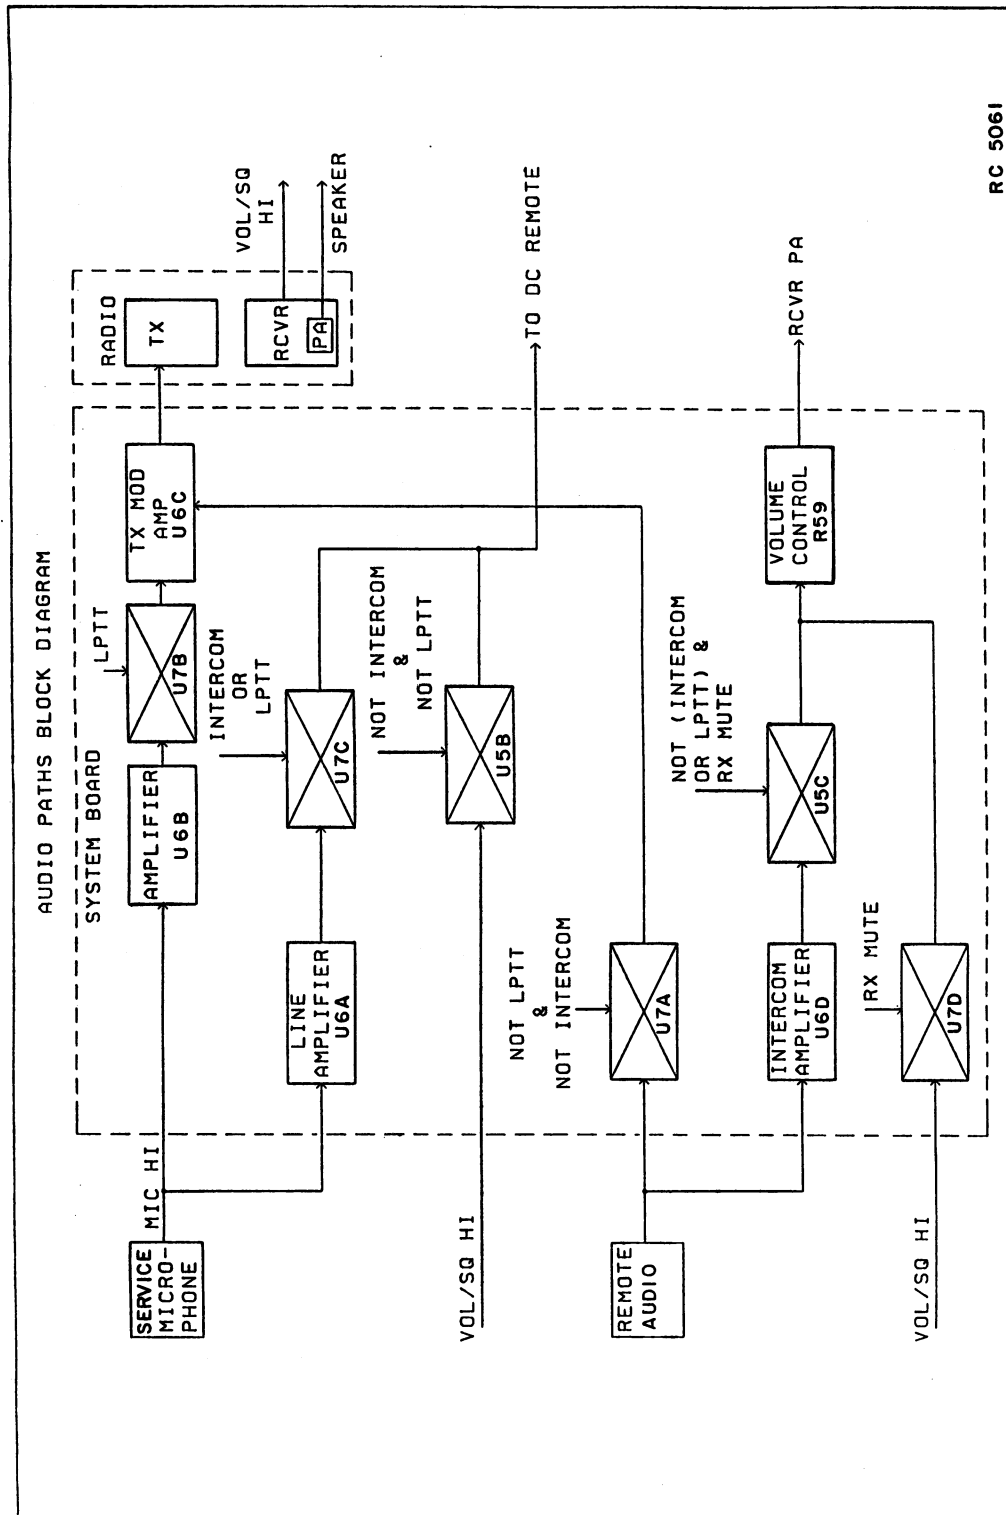 AUDIO PATHS BLOCK DIAGRAM
SYSTEM BOARD
RADIO
SERVICE
MICRO-
PHONE
MIC HI
AMPLIFIER
U6B
LPTT
U7B
TX MOD
AMP
U6C
TX
RCVR
PA
VOL/SQ
HI
SPEAKER
LINE
AMPLIFIER
U6A
INTERCOM
OR
LPTT
U7C
NOT INTERCOM
&
NOT LPTT
VOL/SQ HI
U5B
TO DC REMOTE
REMOTE
AUDIO
NOT LPTT
&
NOT INTERCOM
U7A
INTERCOM
AMPLIFIER
U6D
NOT (INTERCOM
OR LPTT) &
RX MUTE
U5C
VOLUME
CONTROL
R59
RCVR PA
VOL/SQ HI
RX MUTE
U7D
RC 5061